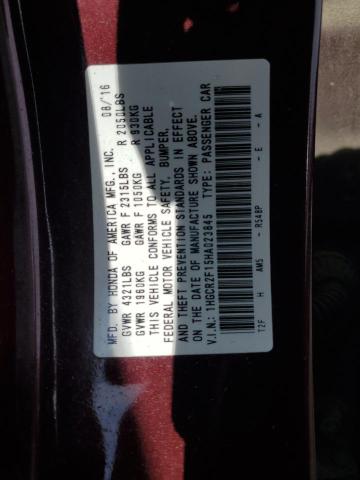 MFD. BY HONDA OF AMERICA MFG., INC. 08/'16
GVWR 4321LBS GAWR F 2315LBS R 2050LBS
GVWR 1960KG GAWR F 1050KG R 930KG
THIS VEHICLE CONFORMS TO ALL APPLICABLE
FEDERAL MOTOR VEHICLE SAFETY, BUMPER,
AND THEFT PREVENTION STANDARDS IN EFFECT
ON THE DATE OF MANUFACTURE SHOWN ABOVE.
V.I.N.: 1HGCR2F15HA023845 TYPE: PASSENGER CAR
T2F H AM5 - R548P - E - A